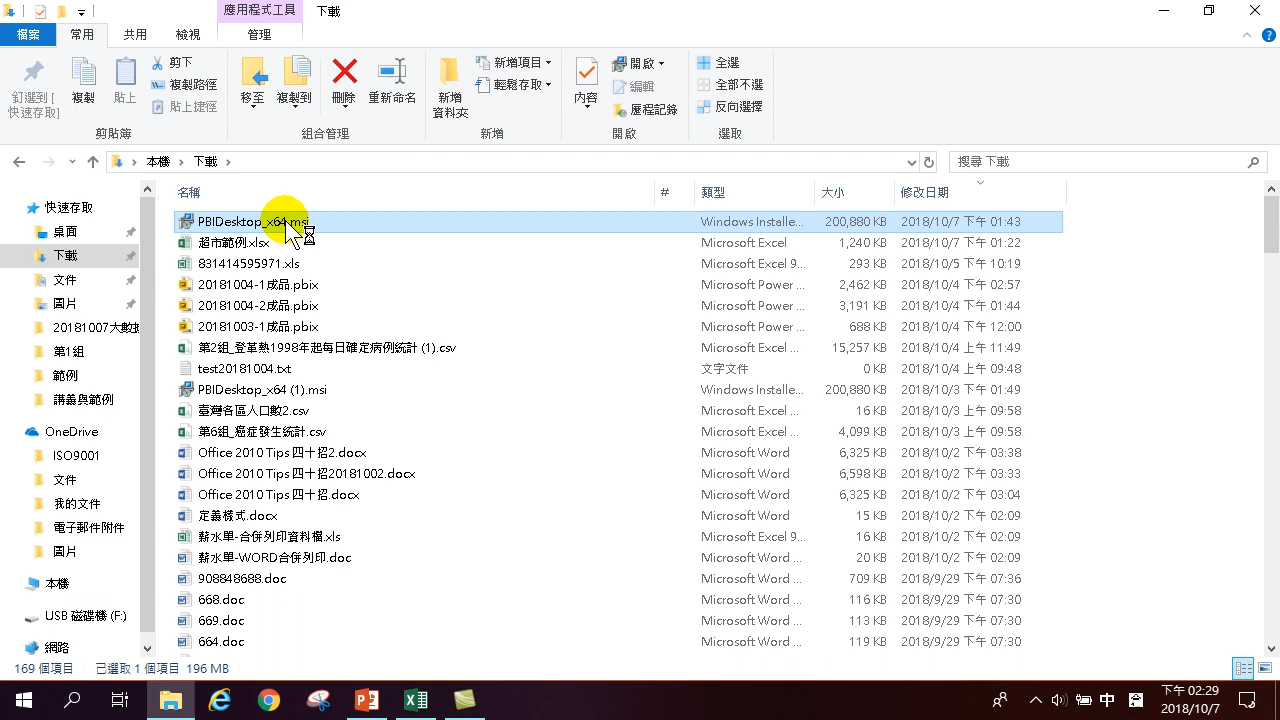 應用程式工具
下載
檔案
常用
共用
檢視
管理
釘選到 [
快速存取]
複製
貼上
剪下
複製路徑
貼上捷徑
剪貼簿
移至
複製到
刪除
重新命名
組合管理
新增
資料夾
新增項目
輕鬆存取
新增
內容
開啟
編輯
歷程記錄
開啟
全選
全部不選
反向選擇
選取
本機 > 下載 >
搜尋 下載
快速存取
桌面
下載
文件
圖片
20181007大數據
第1組
範例
講義與範例
OneDrive
ISO9001
文件
我的文件
電子郵件附件
圖片
本機
USB 磁碟機 (F:)
網路
名稱 # 類型 大小 修改日期
PBIDesktop_x64.msi Windows Installe... 200,880 KB 2018/10/7 下午 01:43
超市範例.xlsx Microsoft Excel 1,240 KB 2018/10/7 下午 01:22
831414595971.xls Microsoft Excel 9... 293 KB 2018/10/5 下午 10:19
20181004-1成品.pbix Microsoft Power ... 2,462 KB 2018/10/4 下午 02:57
20181004-2成品.pbix Microsoft Power ... 3,191 KB 2018/10/4 下午 01:44
20181003-1成品.pbix Microsoft Power ... 688 KB 2018/10/4 下午 12:00
第2組_登革熱1998年起每日確定病例統計 (1).csv Microsoft Excel ... 15,257 KB 2018/10/4 上午 11:49
test20181004.txt 文字文件 0 KB 2018/10/4 上午 09:48
PBIDesktop_x64 (1).msi Windows Installe... 200,880 KB 2018/10/3 下午 01:49
臺灣各區人口數2.csv Microsoft Excel ... 16 KB 2018/10/3 上午 09:58
第6組_癌症發生統計.csv Microsoft Excel ... 4,099 KB 2018/10/3 上午 09:58
Office 2010 Tips 四十招2.docx Microsoft Word 6,325 KB 2018/10/2 下午 03:38
Office 2010 Tips 四十招20181002.docx Microsoft Word 6,598 KB 2018/10/2 下午 03:33
Office 2010 Tips 四十招.docx Microsoft Word 6,325 KB 2018/10/2 下午 03:04
定義樣式.docx Microsoft Word 15 KB 2018/10/2 下午 02:09
薪水單-合併列印資料檔.xls Microsoft Excel 9... 16 KB 2018/10/2 下午 02:09
薪水單-WORD合併列印.doc Microsoft Word ... 20 KB 2018/10/2 下午 02:09
908848688.doc Microsoft Word ... 709 KB 2018/9/29 下午 07:36
668.doc Microsoft Word ... 116 KB 2018/9/29 下午 07:30
669.doc Microsoft Word ... 113 KB 2018/9/29 下午 07:30
664.doc Microsoft Word ... 119 KB 2018/9/29 下午 07:30
169 個項目 已選取 1 個項目 196 MB
中
下午 02:29
2018/10/7